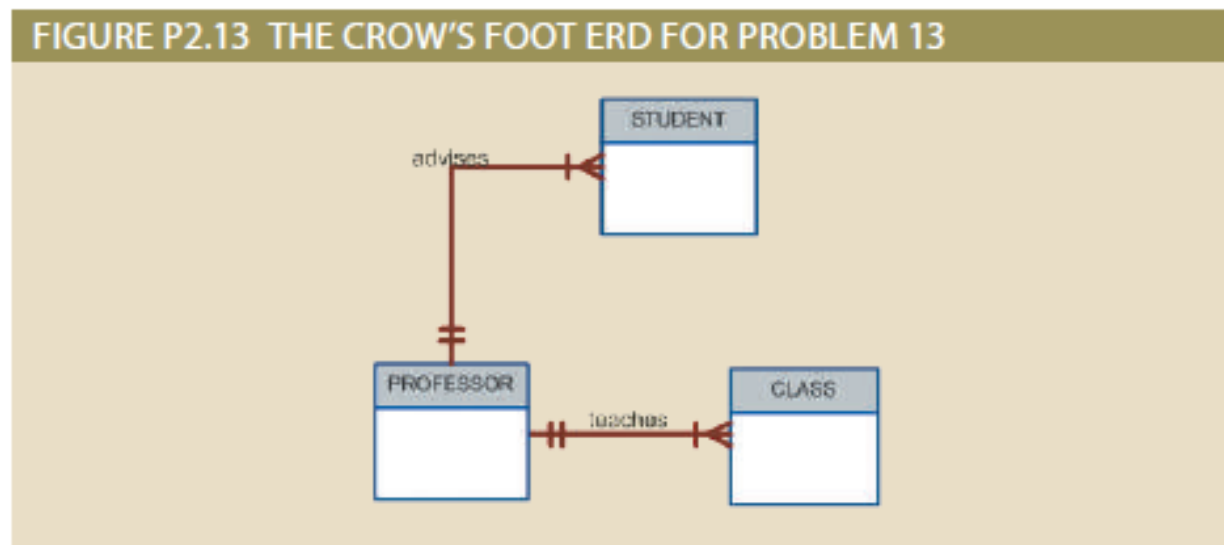 FIGURE P2.13 THE CROW'S FOOT ERD FOR PROBLEM 13
STUDENT
advises
PROFESSOR
teaches
CLASS